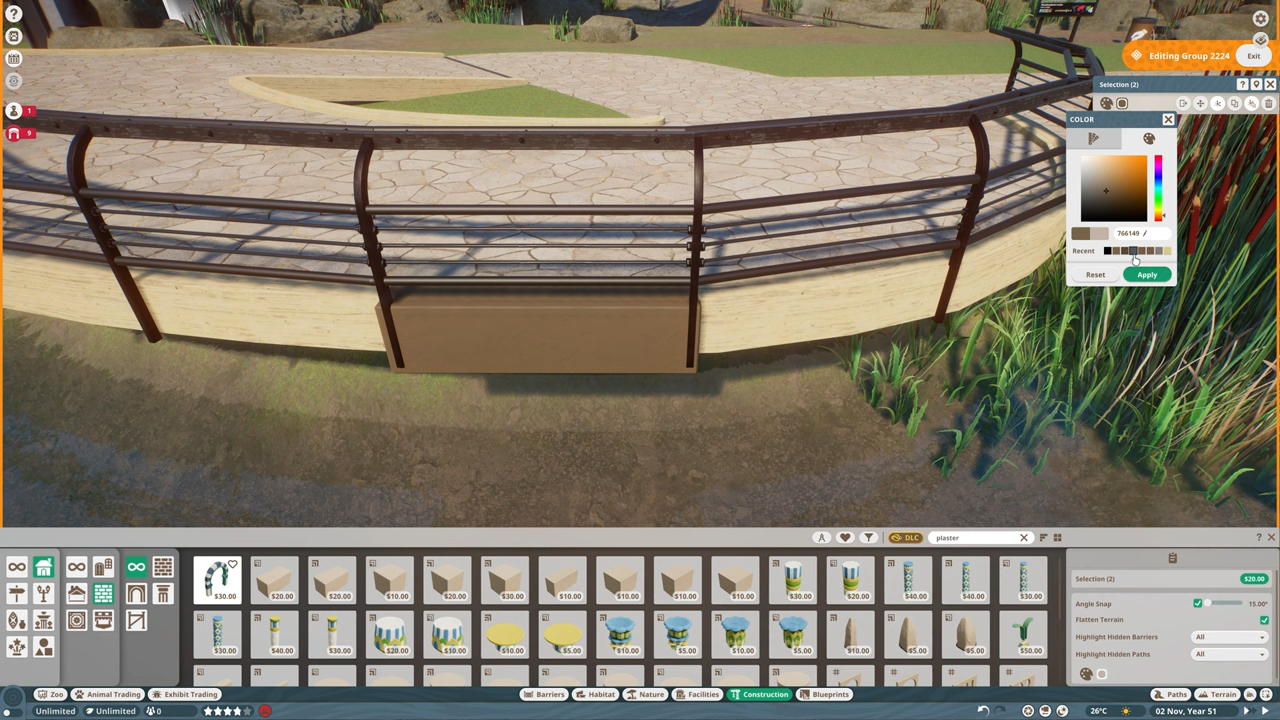 ?
Editing Group 2224
Exit
Selection (2)
?
1
9
COLOR
766149
Recent
Reset
Apply
DLC
plaster
?
$30.00
$20.00
$20.00
$10.00
$20.00
$30.00
$10.00
$10.00
$10.00
$10.00
$30.00
$20.00
$40.00
$40.00
$30.00
$30.00
$40.00
$30.00
$20.00
$10.00
$10.00
$5.00
$10.00
$5.00
$10.00
$5.00
$10.00
$5.00
$5.00
$50.00
Selection (2)
$20.00
Angle Snap
15.00°
Flatten Terrain
Highlight Hidden Barriers
All
Highlight Hidden Paths
All
Zoo
Animal Trading
Exhibit Trading
Barriers
Habitat
Nature
Facilities
Construction
Blueprints
Paths
Terrain
Unlimited
Unlimited
0
26°C
02 Nov, Year 51